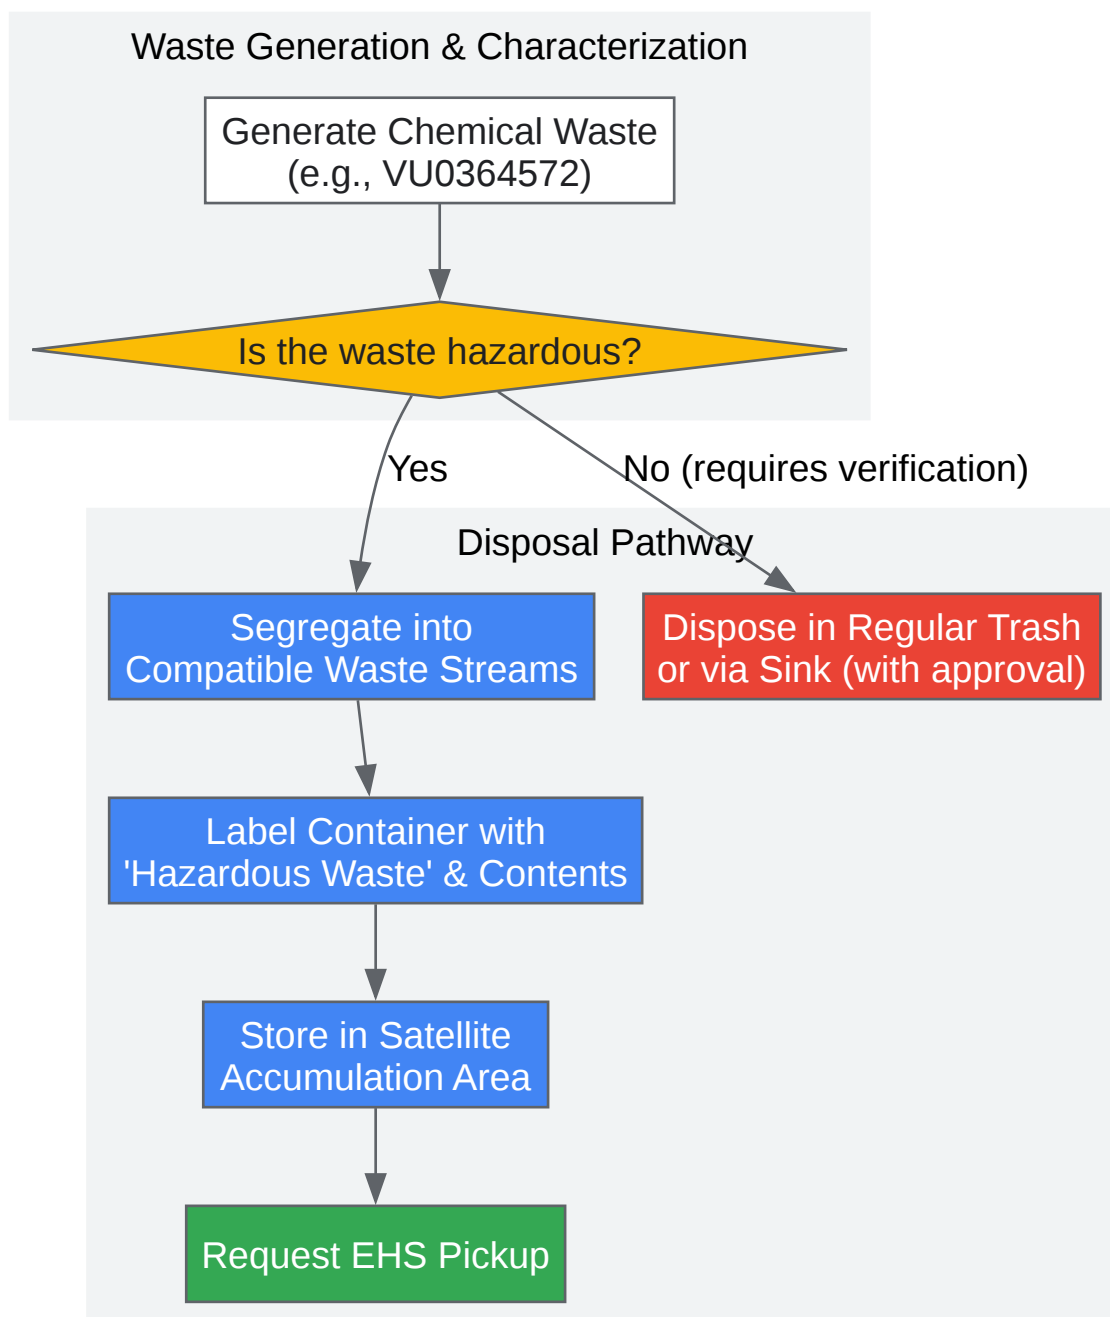 Waste Generation & Characterization
Generate Chemical Waste
(e.g., VU0364572)
Is the waste hazardous?
Yes
No (requires verification)
Disposal Pathway
Segregate into
Compatible Waste Streams
Dispose in Regular Trash
or via Sink (with approval)
Label Container with
'Hazardous Waste' & Contents
Store in Satellite
Accumulation Area
Request EHS Pickup